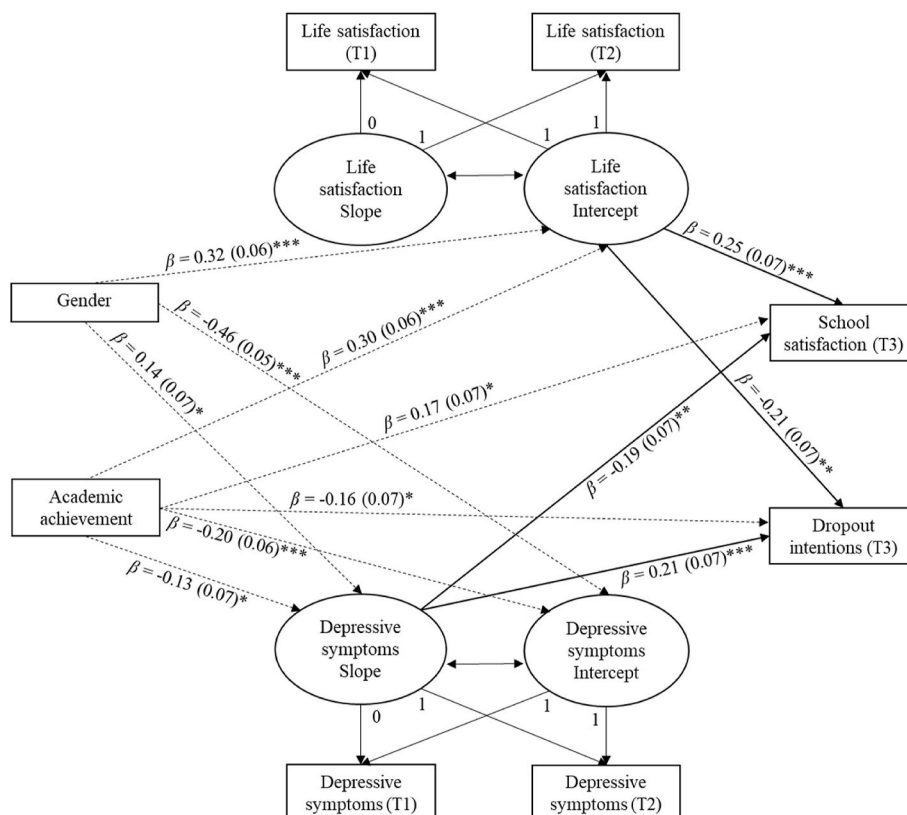 Life satisfaction
(T1)
Life satisfaction
(T2)
0
1
1
1
Life
satisfaction
Slope
Life
satisfaction
Intercept
β = 0.32 (0.06)***
β = 0.25 (0.07)***
Gender
β = -0.46 (0.05)***
β = 0.30 (0.06)***
School
satisfaction (T3)
β = 0.14 (0.07)*
β = 0.17 (0.07)*
β = -0.19 (0.07)**
β = -0.21 (0.07)**
Academic
achievement
β = -0.16 (0.07)*
Dropout
intentions (T3)
β = -0.20 (0.06)***
β = -0.13 (0.07)*
β = 0.21 (0.07)***
Depressive
symptoms
Slope
Depressive
symptoms
Intercept
0
1
1
1
Depressive
symptoms (T1)
Depressive
symptoms (T2)